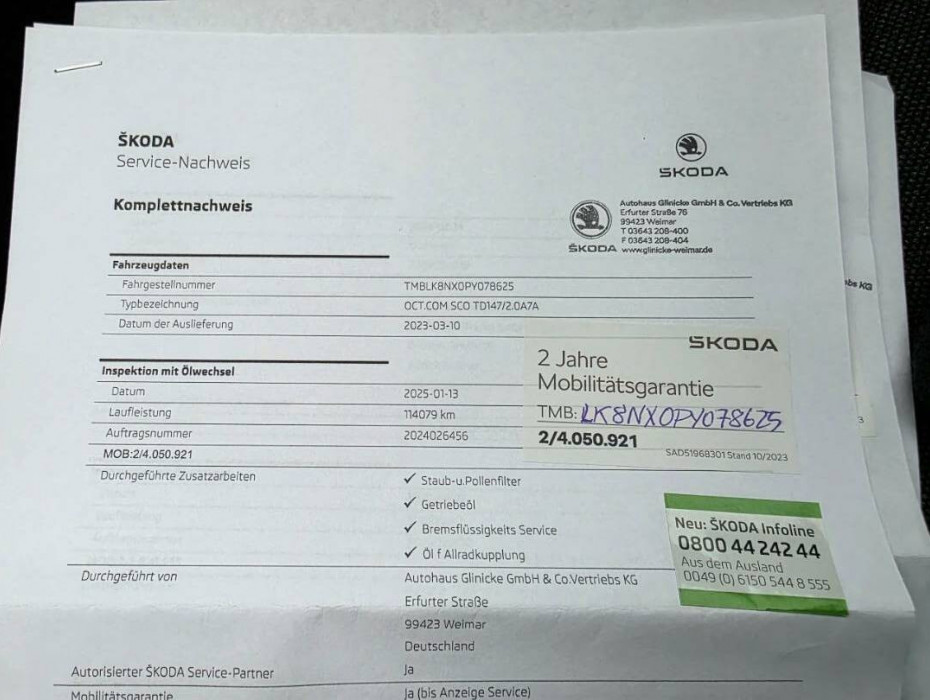 ŠKODA
Service-Nachweis
ŠKODA
Komplettnachweis
Autohaus Glinicke GmbH & Co. Vertriebs KG
Erfurter Straße 76
99423 Weimar
T 03643 208-400
F 03643 208-404
ŠKODA www.glinicke-weimar.de
Fahrzeugdaten
Fahrgestellnummer TMBLK8NX0PY078625
Typbezeichnung OCT.COM SCO TD147/2.0A7A
Datum der Auslieferung 2023-03-10
Inspektion mit Ölwechsel
Datum 2025-01-13
Laufleistung 114079 km
Auftragsnummer 2024026456
MOB:2/4.050.921
ŠKODA
2 Jahre
Mobilitätsgarantie
TMB: LK8NX0PY078625
2/4.050.921
SAD51968301 Stand 10/2023
Durchgeführte Zusatzarbeiten ✓ Staub-u.Pollenfilter
✓ Getriebeöl
✓ Bremsflüssigkeits Service
✓ Öl f Allradkupplung
Neu: ŠKODA Infoline
0800 44 242 44
Aus dem Ausland
0049 (0) 6150 544 8 555
Durchgeführt von Autohaus Glinicke GmbH & Co.Vertriebs KG
Erfurter Straße
99423 Weimar
Deutschland
Autorisierter ŠKODA Service-Partner Ja
Mobilitätsgarantie Ja (bis Anzeige Service)